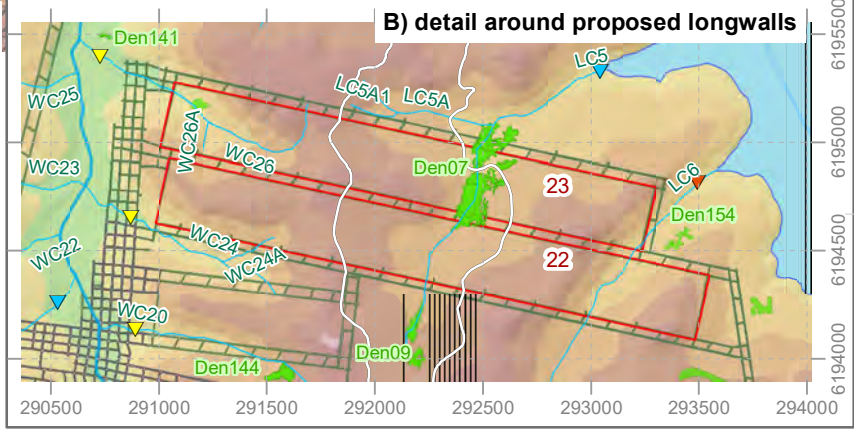 B) detail around proposed longwalls
Den141
LC5
6195500
WC25
LC5A1
LC5A
WC26A
6195000
WC23
WC26
Den07
23
LC6
Den154
WC22
WC24
WC24A
22
6194500
WC20
Den144
Den09
6194000
290500 291000 291500 292000 292500 293000 293500 294000